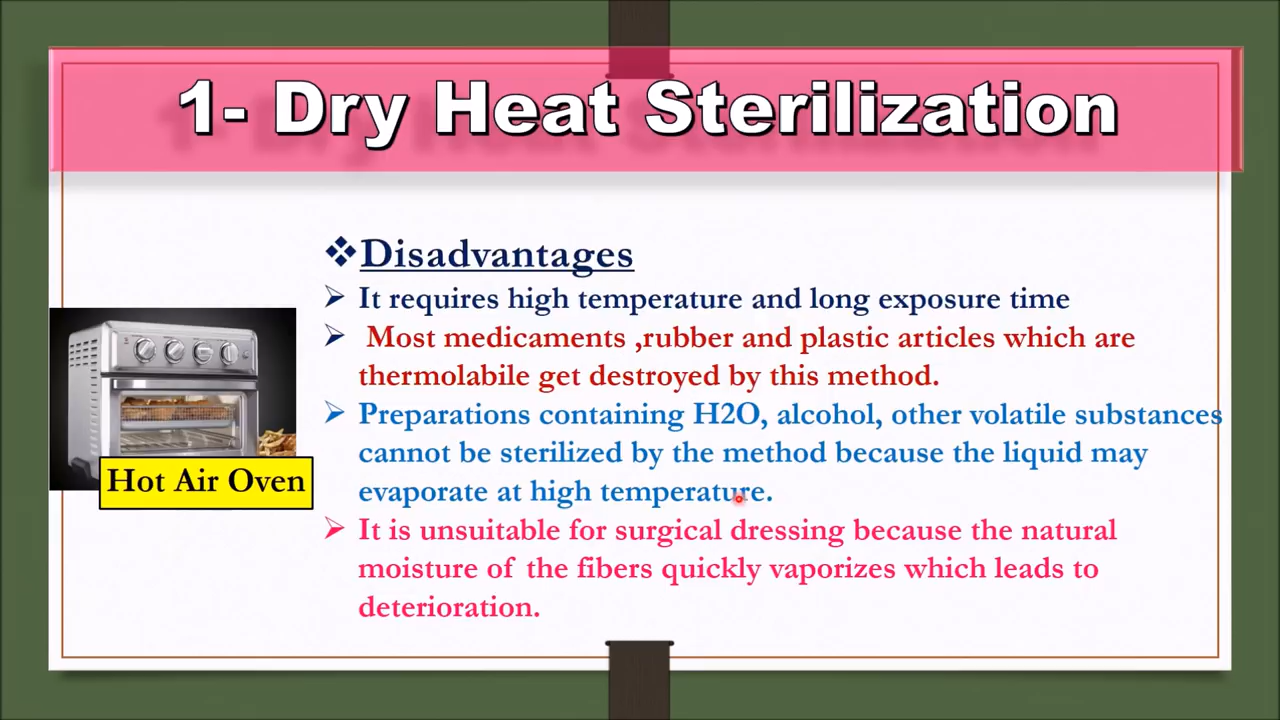 1- Dry Heat Sterilization
❖Disadvantages
➢ It requires high temperature and long exposure time
➢ Most medicaments ,rubber and plastic articles which are
thermolabile get destroyed by this method.
➢ Preparations containing H2O, alcohol, other volatile substances
cannot be sterilized by the method because the liquid may
evaporate at high temperature.
➢ It is unsuitable for surgical dressing because the natural
moisture of the fibers quickly vaporizes which leads to
deterioration.
Hot Air Oven